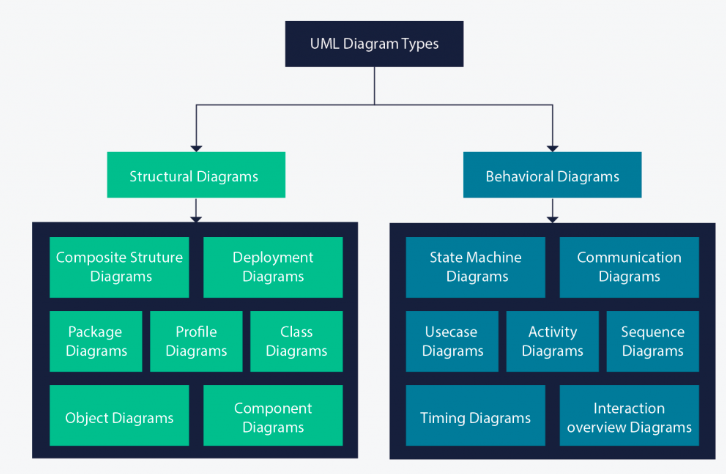 UML Diagram Types
Structural Diagrams
Behavioral Diagrams
Composite Struture
Diagrams
Deployment
Diagrams
Package
Diagrams
Profile
Diagrams
Class
Diagrams
Object Diagrams
Component
Diagrams
State Machine
Diagrams
Communication
Diagrams
Usecase
Diagrams
Activity
Diagrams
Sequence
Diagrams
Timing Diagrams
Interaction
overview Diagrams